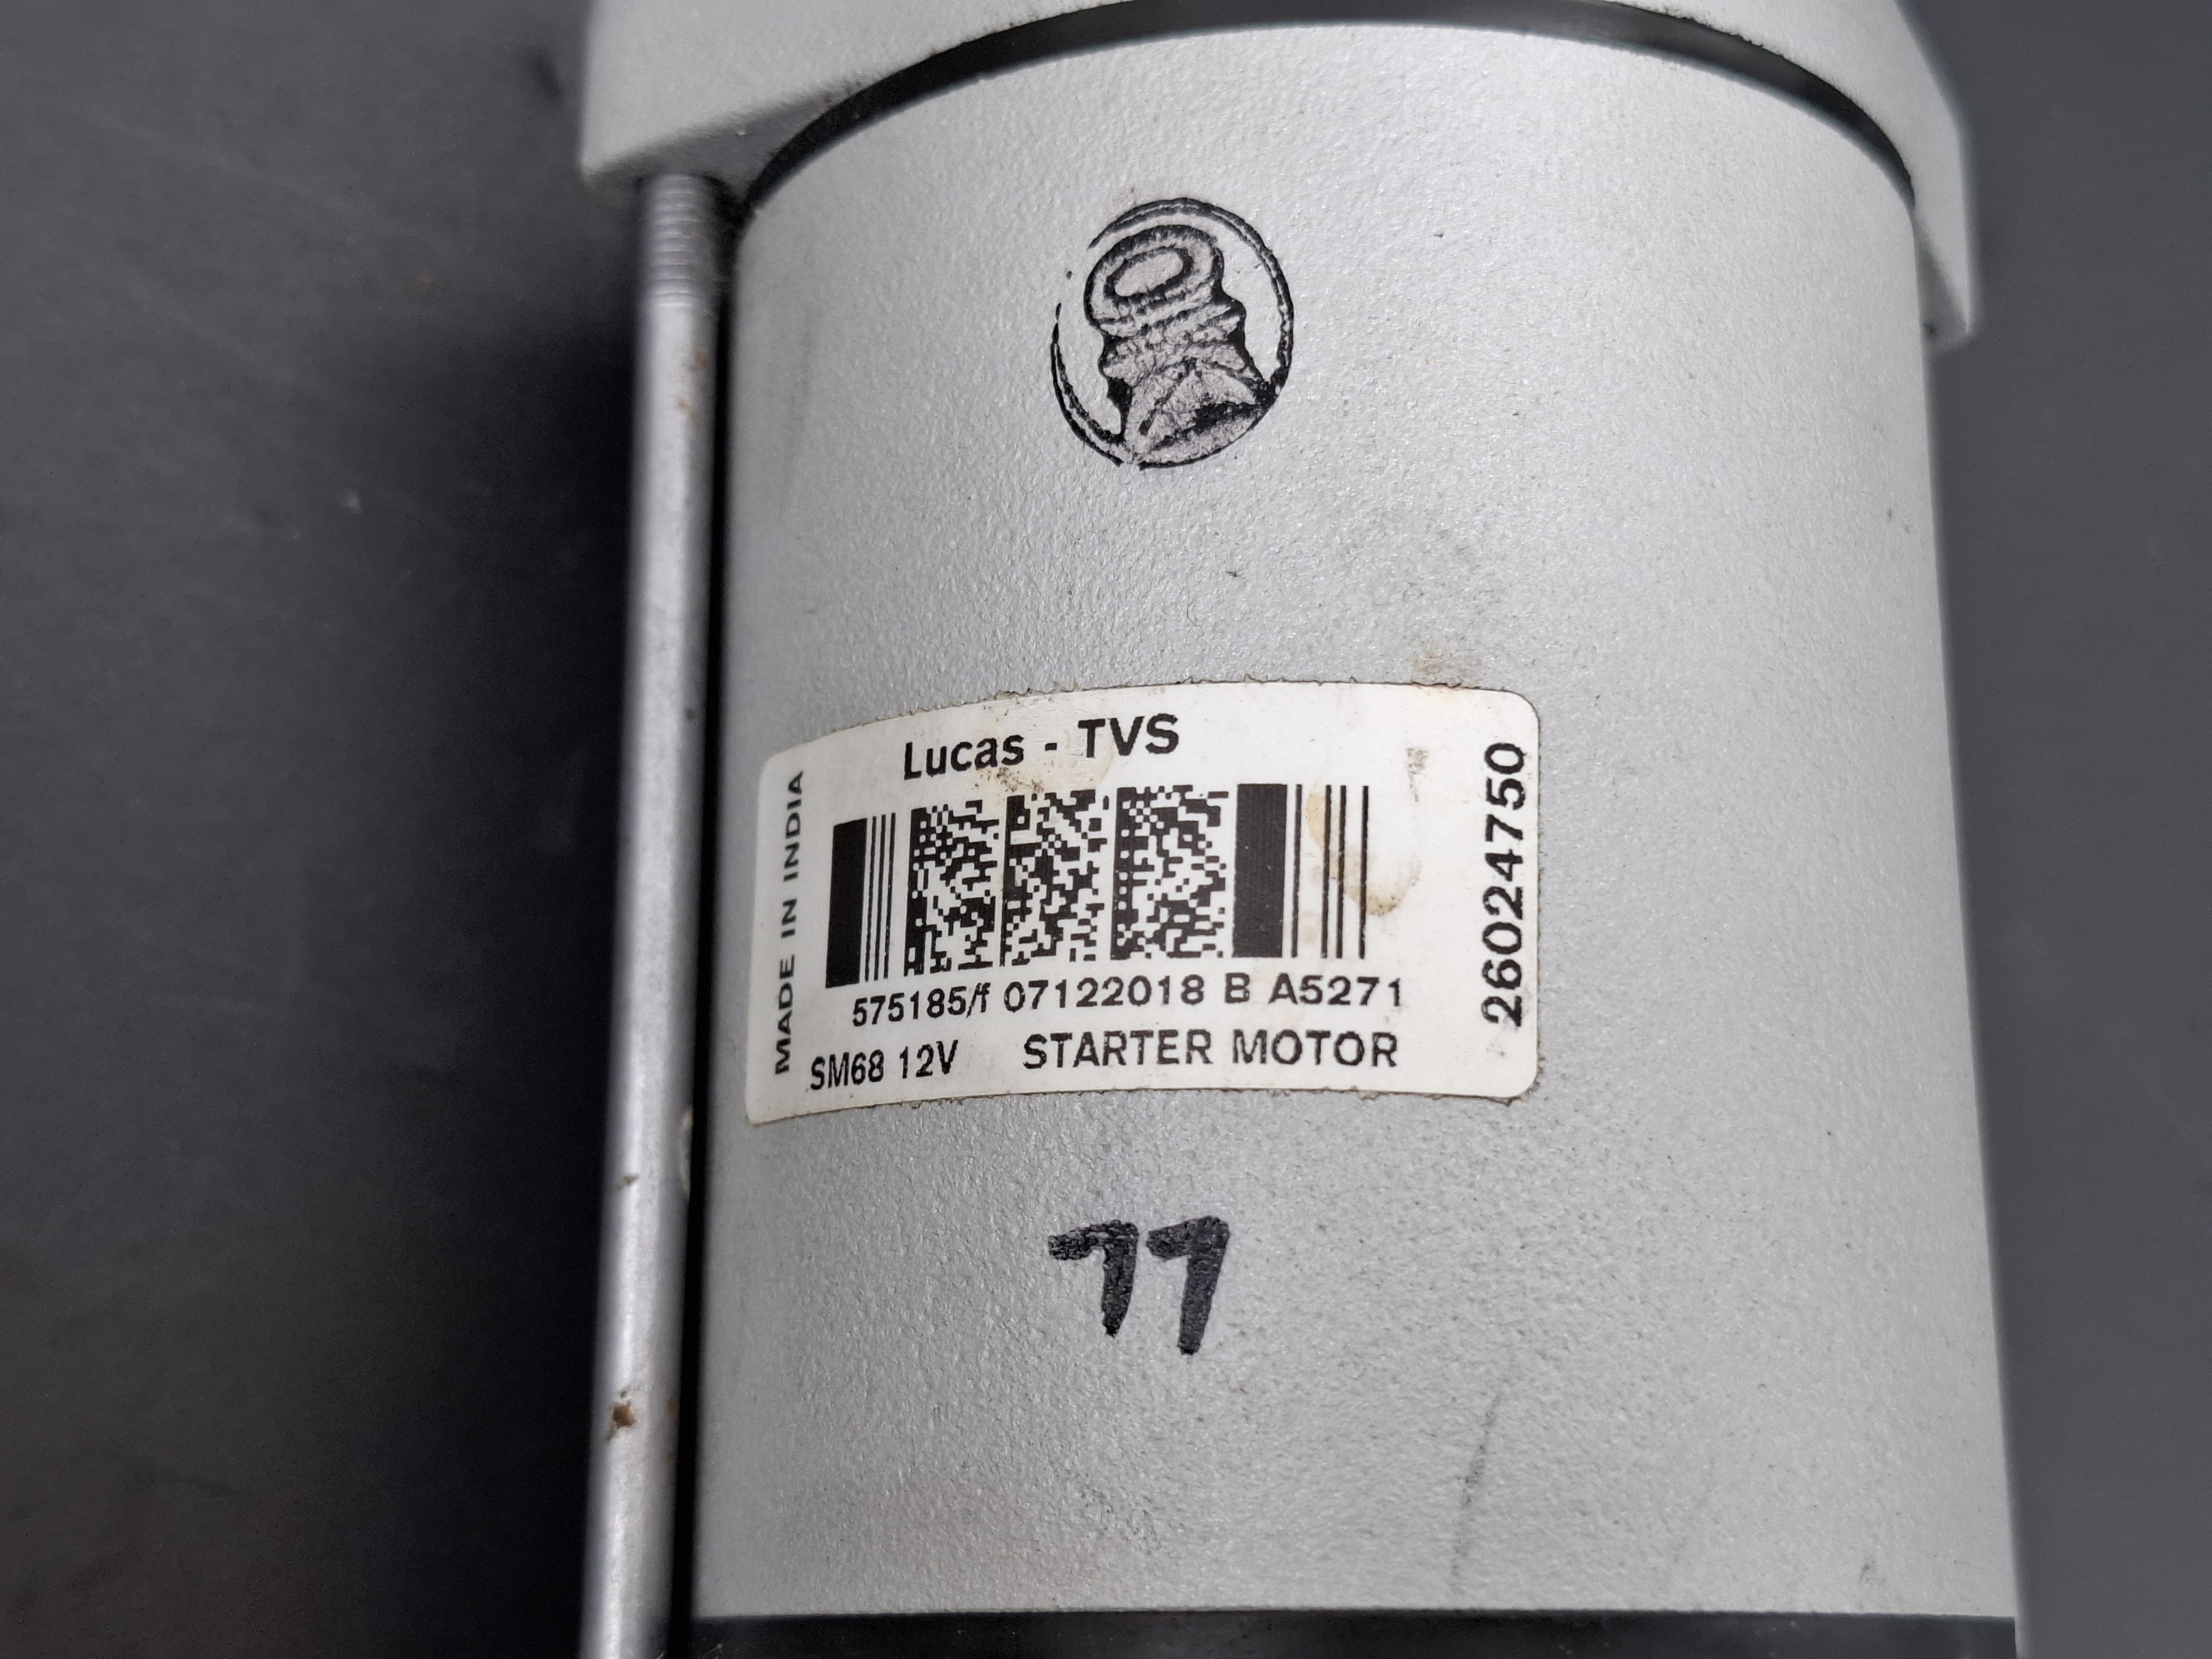 Lucas - TVS
MADE IN INDIA
26024750
575185/f 07122018 B A5271
SM68 12V STARTER MOTOR
77